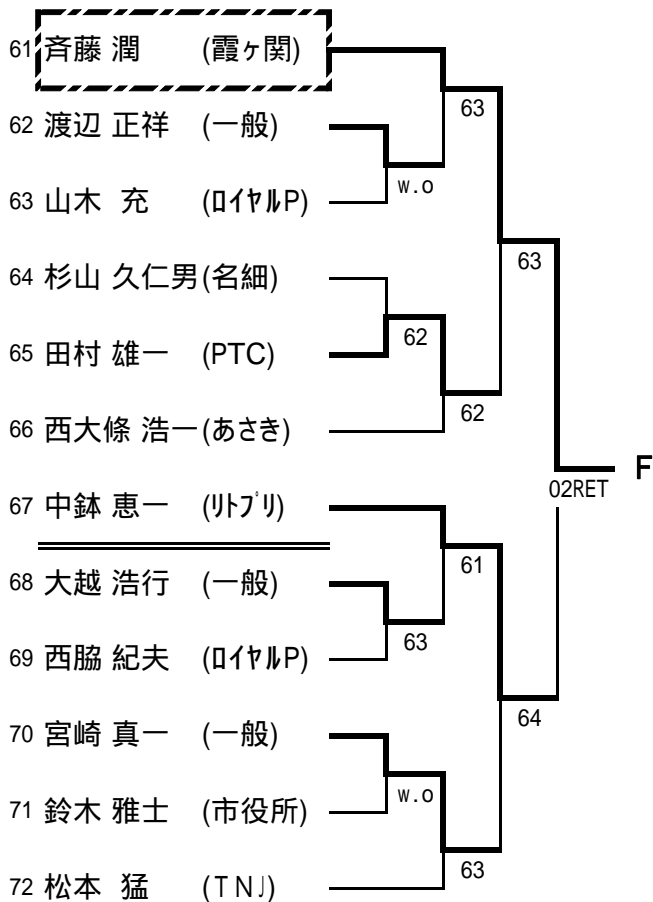 61 斉藤 潤 (霞ヶ関)
63
62 渡辺 正祥 (一般)
w.o
63 山木 充 (ロイヤルP)
63
64 杉山 久仁男(名細)
62
65 田村 雄一 (PTC)
62
66 西大條 浩一(あさき)
F
02RET
67 中鉢 恵一 (リトプリ)
61
68 大越 浩行 (一般)
63
69 西脇 紀夫 (ロイヤルP)
64
70 宮崎 真一 (一般)
w.o
71 鈴木 雅士 (市役所)
63
72 松本 猛 (TNJ)